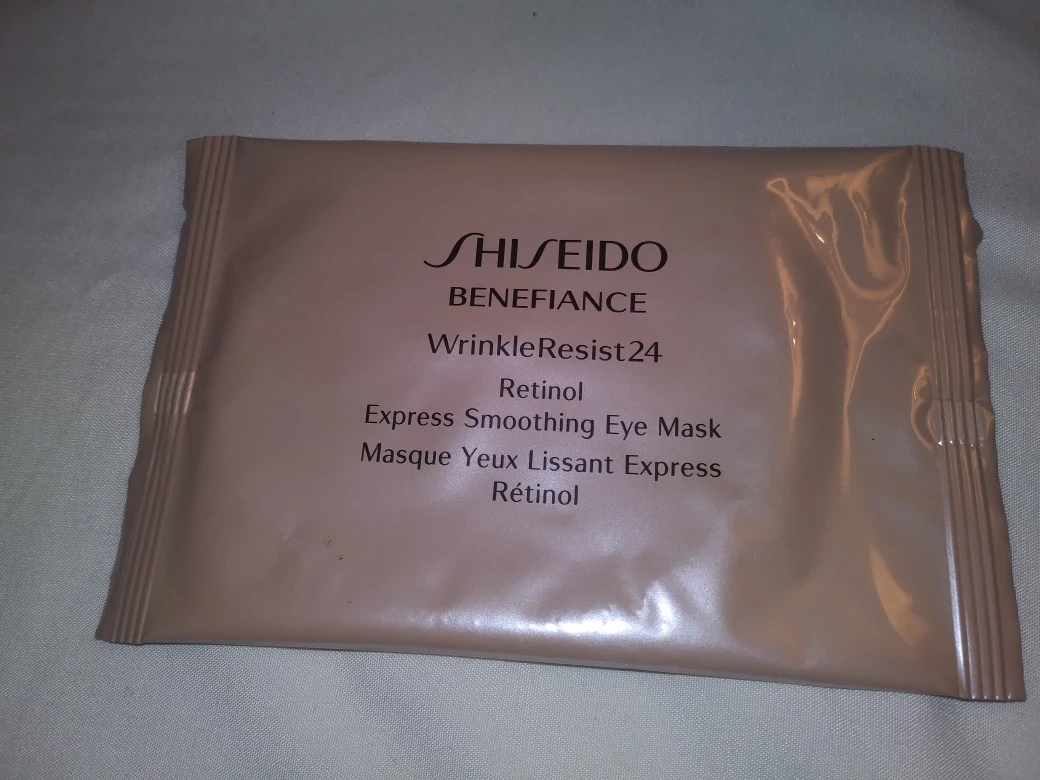 SHISEIDO
BENEFIANCE
WrinkleResist24
Retinol
Express Smoothing Eye Mask
Masque Yeux Lissant Express
Rétinol